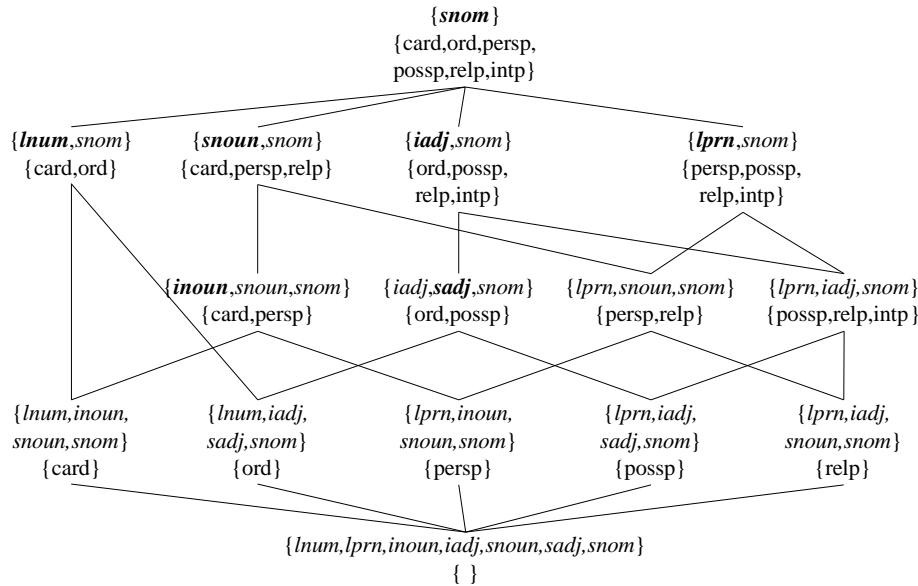 {snom}
{card,ord,persp,
possp,relp,intp}
{lnum,snom}
{card,ord}
{snoun,snom}
{card,persp,relp}
{iadj,snom}
{ord,possp,
relp,intp}
{lprn,snom}
{persp,possp,
relp,intp}
{inoun,snoun,snom}
{card,persp}
{iadj,sadj,snom}
{ord,possp}
{lprn,snoun,snom}
{persp,relp}
{lprn,iadj,snom}
{possp,relp,intp}
{lnum,inoun,
snoun,snom}
{card}
{lnum,iadj,
sadj,snom}
{ord}
{lprn,inoun,
snoun,snom}
{persp}
{lprn,iadj,
sadj,snom}
{possp}
{lprn,iadj,
snoun,snom}
{relp}
{lnum,lprn,inoun,iadj,snoun,sadj,snom}
{ }